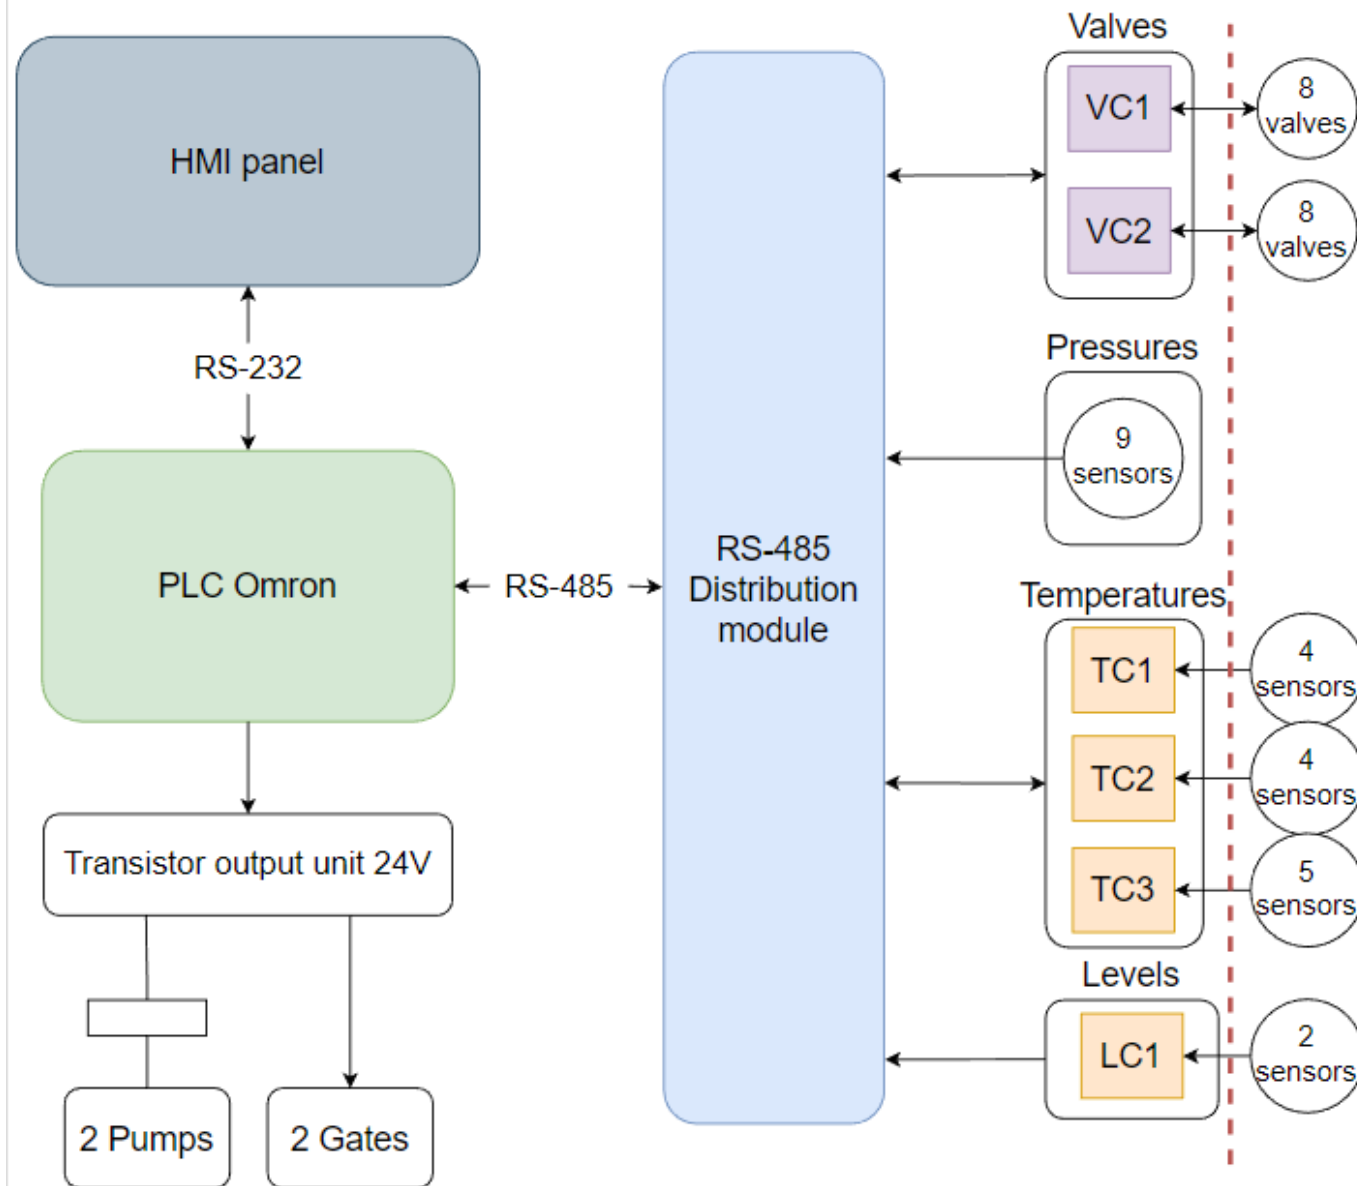 HMI panel
RS-232
PLC Omron
Transistor output unit 24V
2 Pumps
2 Gates
RS-485
RS-485
Distribution
module
Valves
VC1
8
valves
VC2
8
valves
Pressures
9
sensors
Temperatures
TC1
4
sensors
TC2
4
sensors
TC3
5
sensors
Levels
LC1
2
sensors